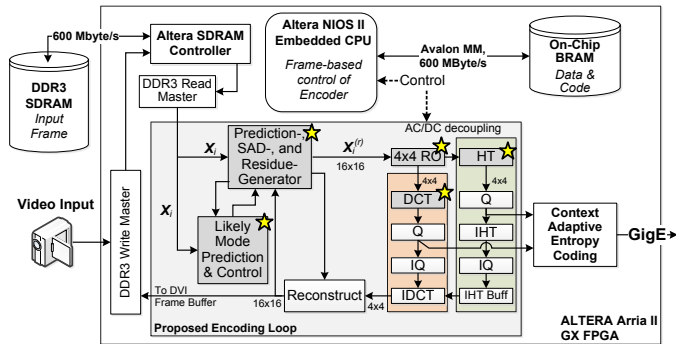 600 Mbyte/s
Altera SDRAM
Controller
Altera NIOS II
Embedded CPU
Frame-based
control of
Encoder
Avalon MM,
600 MByte/s
On-Chip
BRAM
Data &
Code
DDR3
SDRAM
Input
Frame
DDR3 Read
Master
Control
AC/DC decoupling
Prediction-,
SAD-, and
Residue-
Generator
Xi
Xi(r)
16x16
4x4 RO
HT
4x4
4x4
DCT
Q
Q
IHT
IQ
IQ
IDCT
IHT Buff
Xi
Likely
Mode
Prediction
& Control
Video Input
DDR3 Write Master
Context
Adaptive
Entropy
Coding
GigE
To DVI
Frame Buffer
16x16
Reconstruct
4x4
Proposed Encoding Loop
ALTERA Arria II
GX FPGA